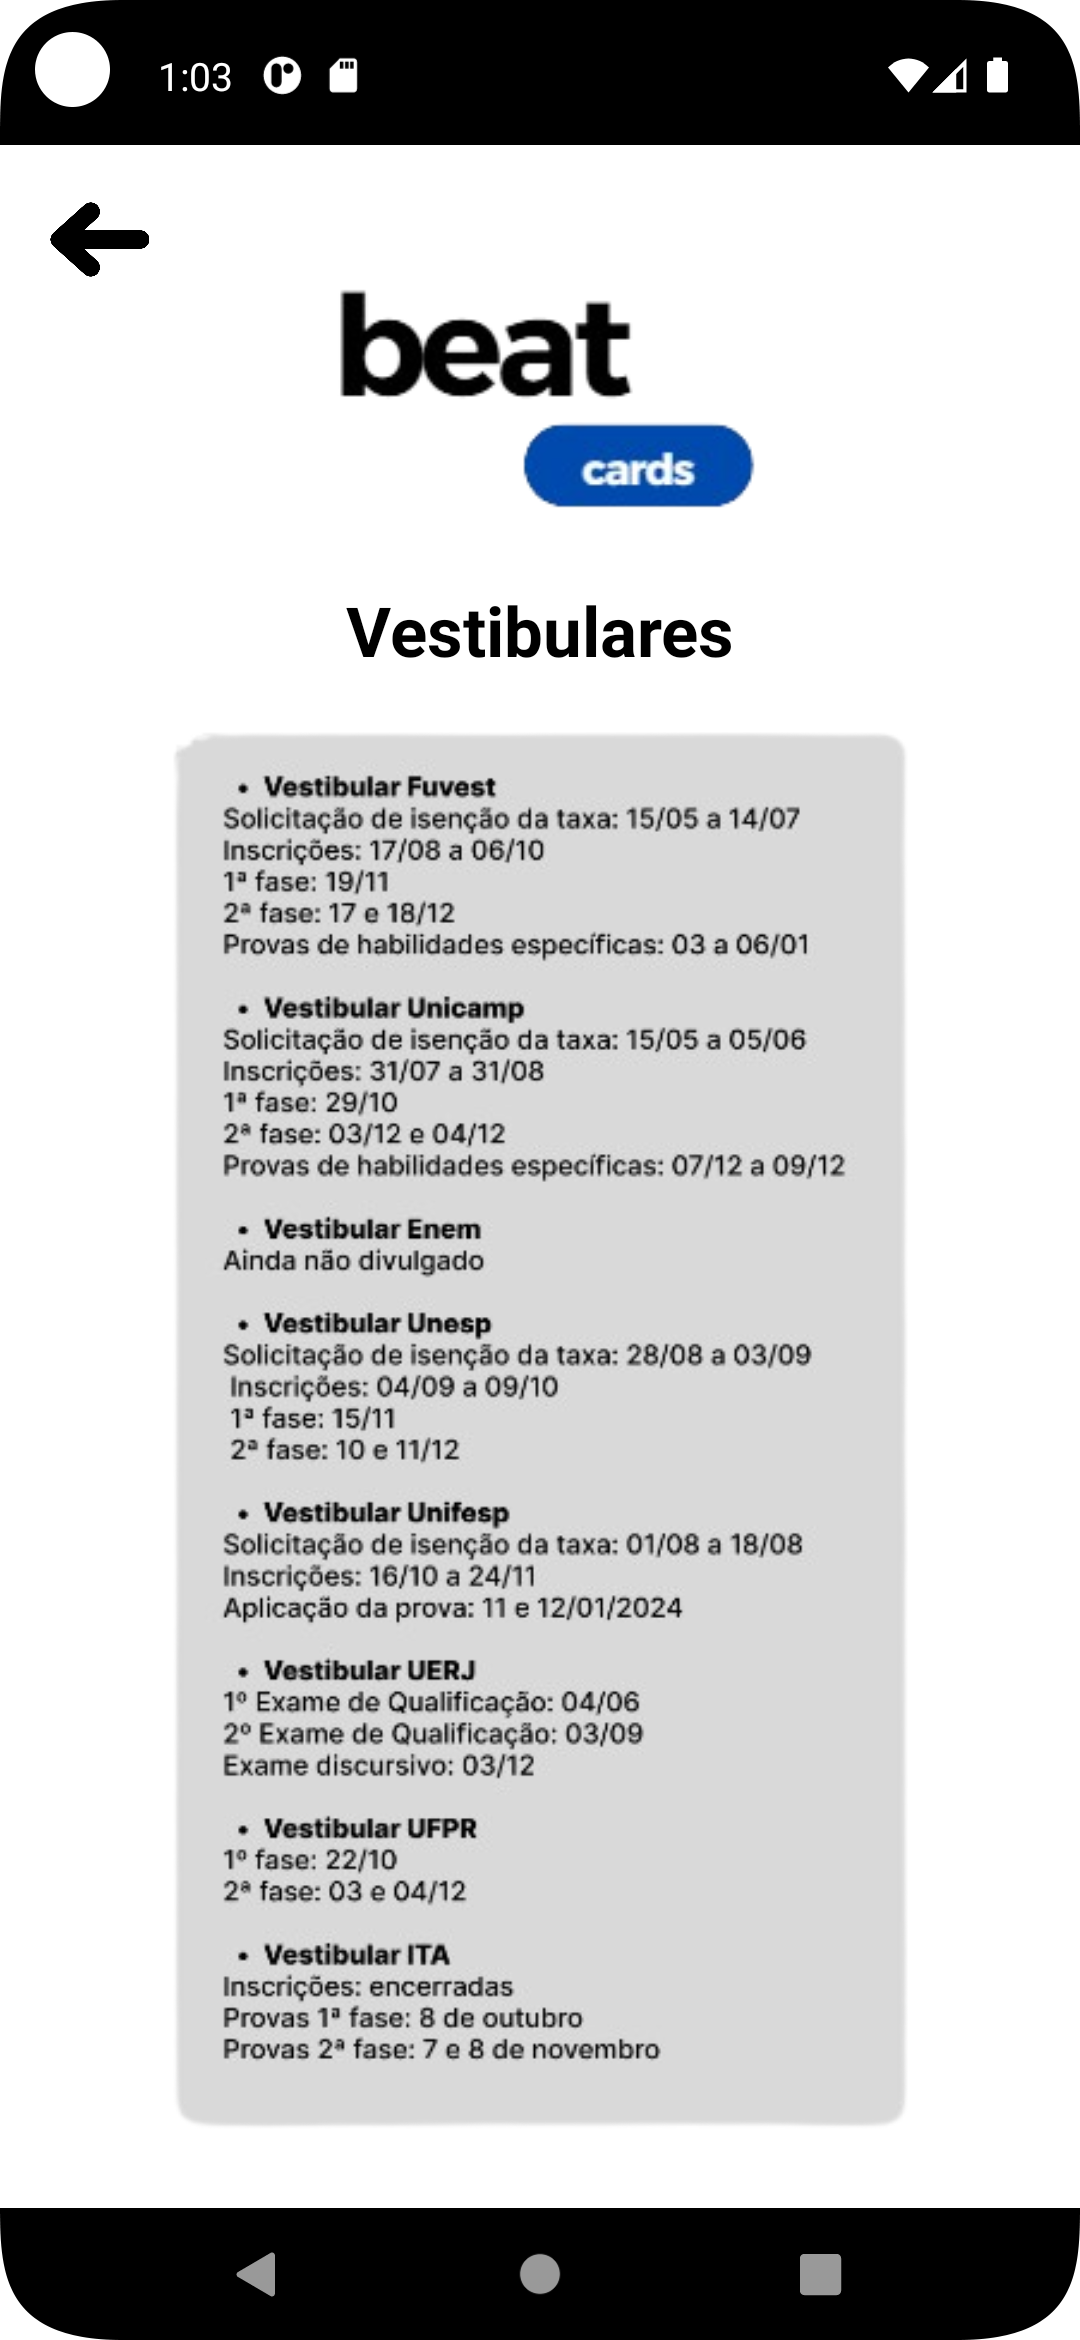 1:03
beat
cards
Vestibulares
• Vestibular Fuvest
Solicitação de isenção da taxa: 15/05 a 14/07
Inscrições: 17/08 a 06/10
1ª fase: 19/11
2ª fase: 17 e 18/12
Provas de habilidades específicas: 03 a 06/01
• Vestibular Unicamp
Solicitação de isenção da taxa: 15/05 a 05/06
Inscrições: 31/07 a 31/08
1ª fase: 29/10
2ª fase: 03/12 e 04/12
Provas de habilidades específicas: 07/12 a 09/12
• Vestibular Enem
Ainda não divulgado
• Vestibular Unesp
Solicitação de isenção da taxa: 28/08 a 03/09
Inscrições: 04/09 a 09/10
1ª fase: 15/11
2ª fase: 10 e 11/12
• Vestibular Unifesp
Solicitação de isenção da taxa: 01/08 a 18/08
Inscrições: 16/10 a 24/11
Aplicação da prova: 11 e 12/01/2024
• Vestibular UERJ
1º Exame de Qualificação: 04/06
2º Exame de Qualificação: 03/09
Exame discursivo: 03/12
• Vestibular UFPR
1º fase: 22/10
2ª fase: 03 e 04/12
• Vestibular ITA
Inscrições: encerradas
Provas 1ª fase: 8 de outubro
Provas 2ª fase: 7 e 8 de novembro